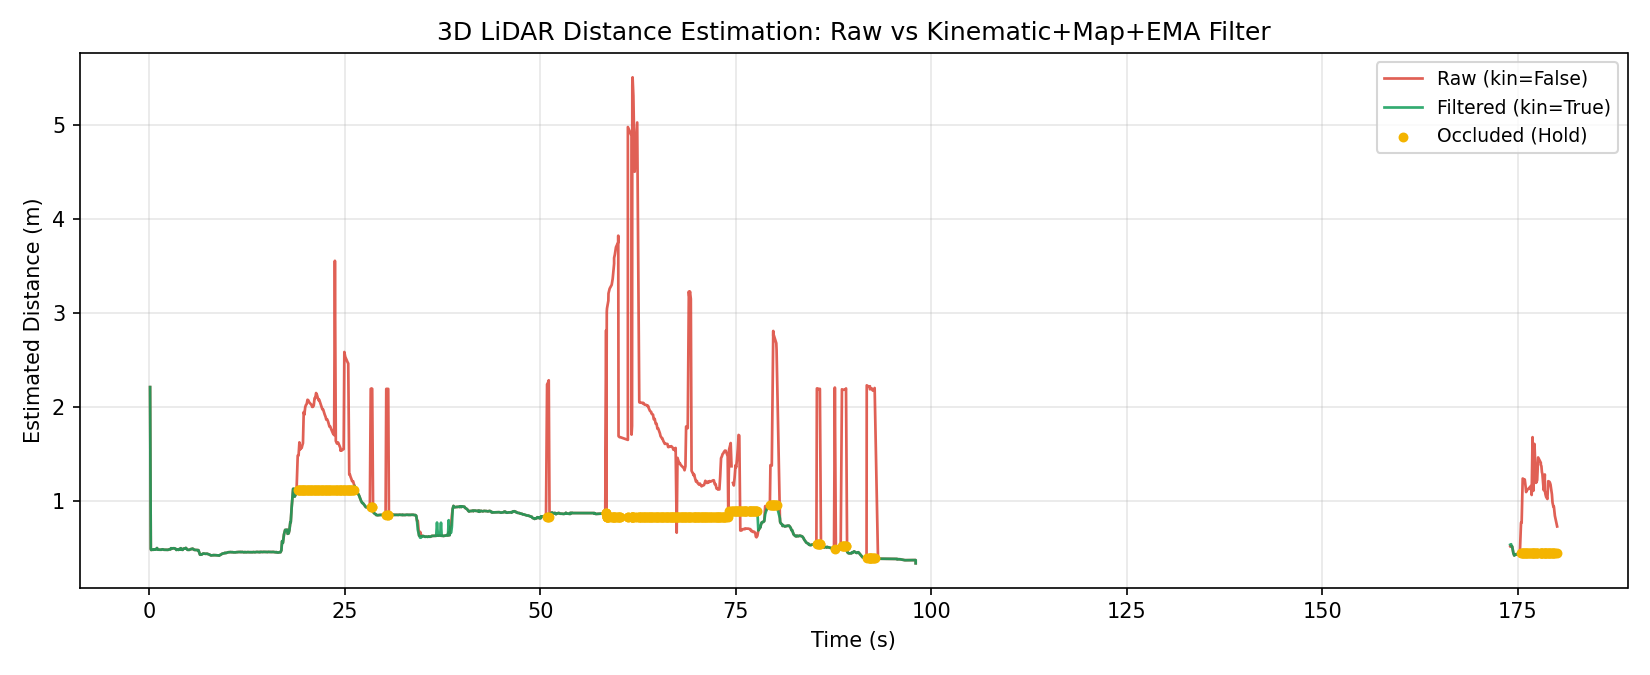 3D LiDAR Distance Estimation: Raw vs Kinematic+Map+EMA Filter
Raw (kin=False)
Filtered (kin=True)
Occluded (Hold)
Estimated Distance (m)
5
4
3
2
1
0 25 50 75 100 125 150 175
Time (s)